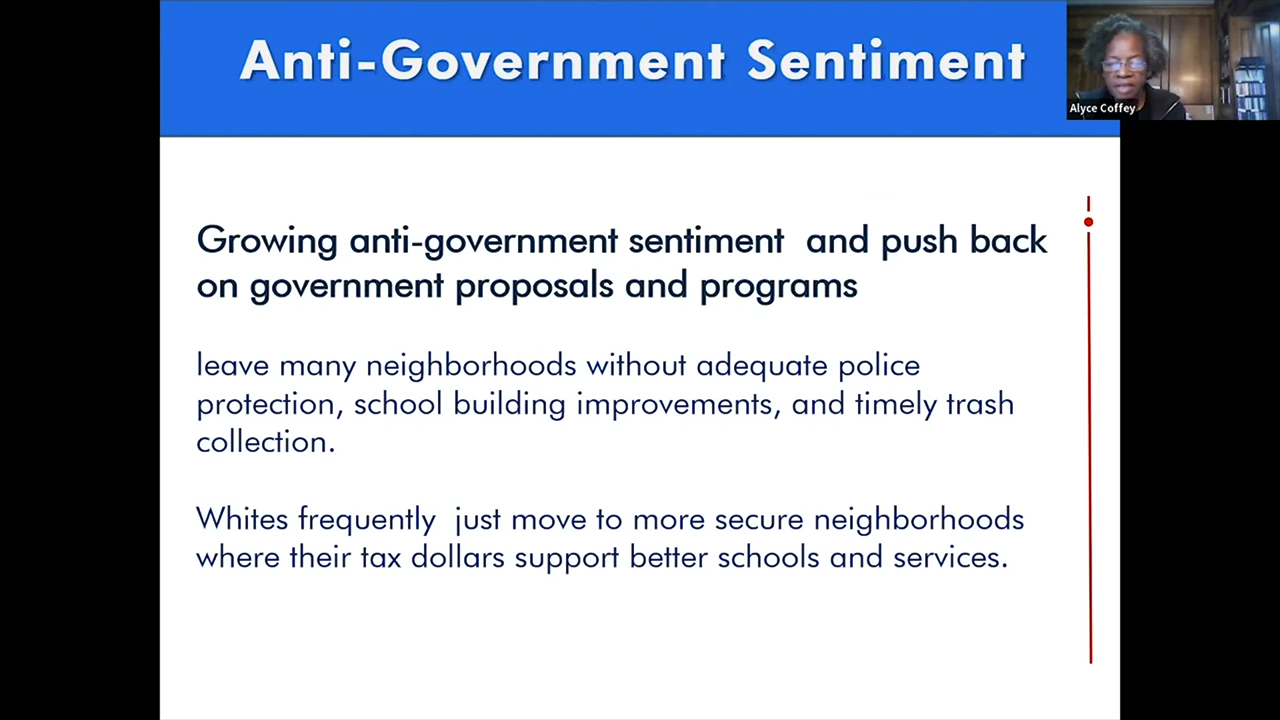 Anti-Government Sentiment
Alyce Coffey
Growing anti-government sentiment and push back
on government proposals and programs
leave many neighborhoods without adequate police
protection, school building improvements, and timely trash
collection.
Whites frequently just move to more secure neighborhoods
where their tax dollars support better schools and services.